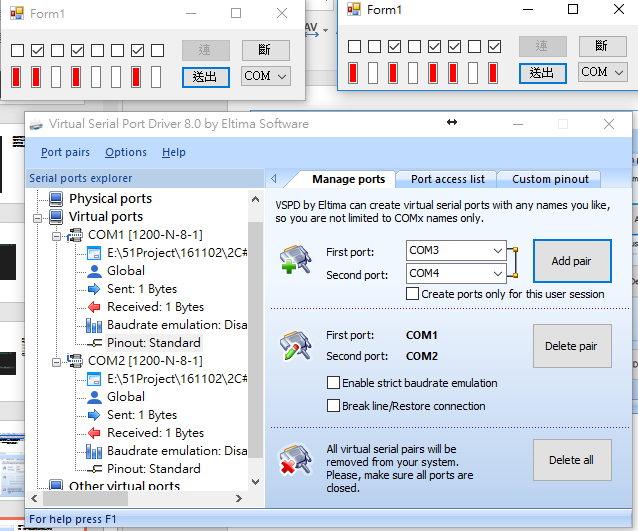 Form1
連
斷
送出
COM
Form1
連
斷
送出
COM
AV
Virtual Serial Port Driver 8.0 by Eltima Software
Port pairs Options Help
Serial ports explorer
Physical ports
Virtual ports
COM1 [1200-N-8-1]
E:\51Project\161102\2C#
Global
Sent: 1 Bytes
Received: 1 Bytes
Baudrate emulation: Disa
Pinout: Standard
COM2 [1200-N-8-1]
E:\51Project\161102\2C#
Global
Sent: 1 Bytes
Received: 1 Bytes
Baudrate emulation: Disa
Pinout: Standard
Other virtual ports
Manage ports Port access list Custom pinout
VSPD by Eltima can create virtual serial ports with any names you like,
so you are not limited to COMx names only.
First port: COM3
Second port: COM4
Add pair
Create ports only for this user session
First port: COM1
Second port: COM2
Delete pair
Enable strict baudrate emulation
Break line/Restore connection
All virtual serial pairs will be
removed from your system.
Please, make sure all ports are
closed.
Delete all
For help press F1